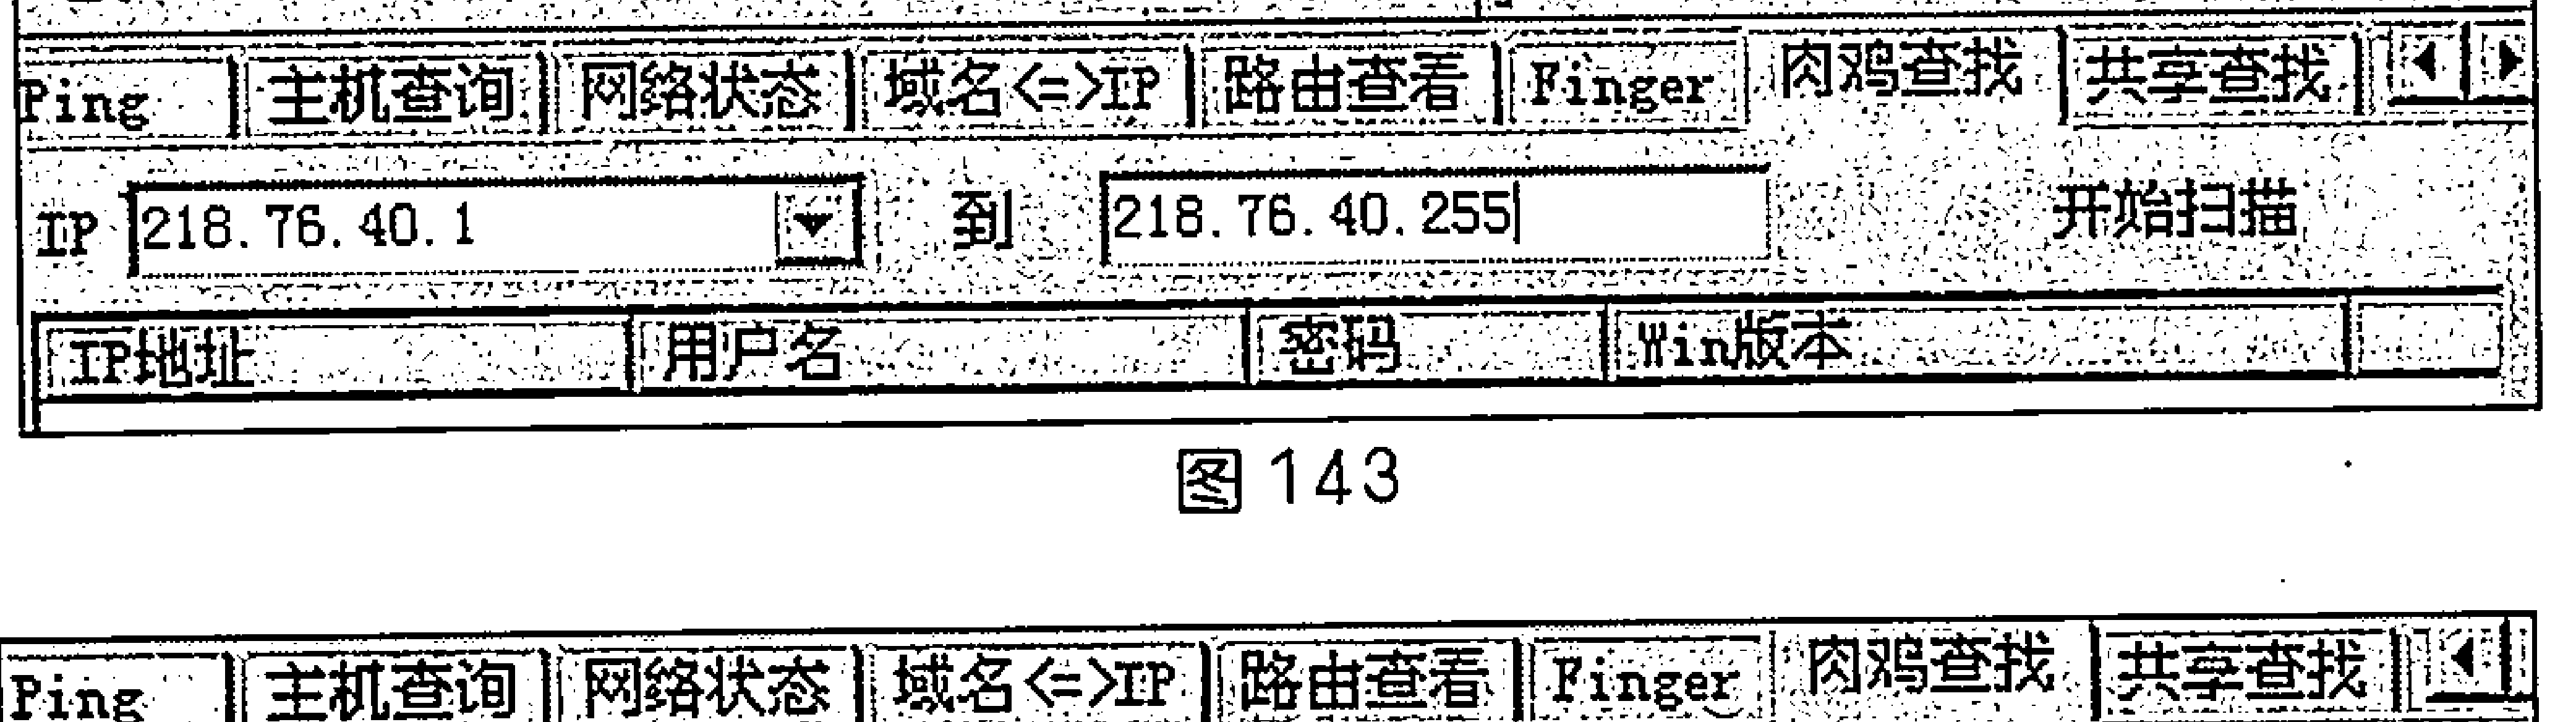 Ping 主机查询 网络状态 域名<=>IP 路由查看 Finger 肉鸡查找 共享查找
IP 218.76.40.1 到 218.76.40.255 开始扫描
IP地址 用户名 密码 Win版本
图 143
Ping 主机查询 网络状态 域名<=>IP 路由查看 Finger 肉鸡查找 共享查找